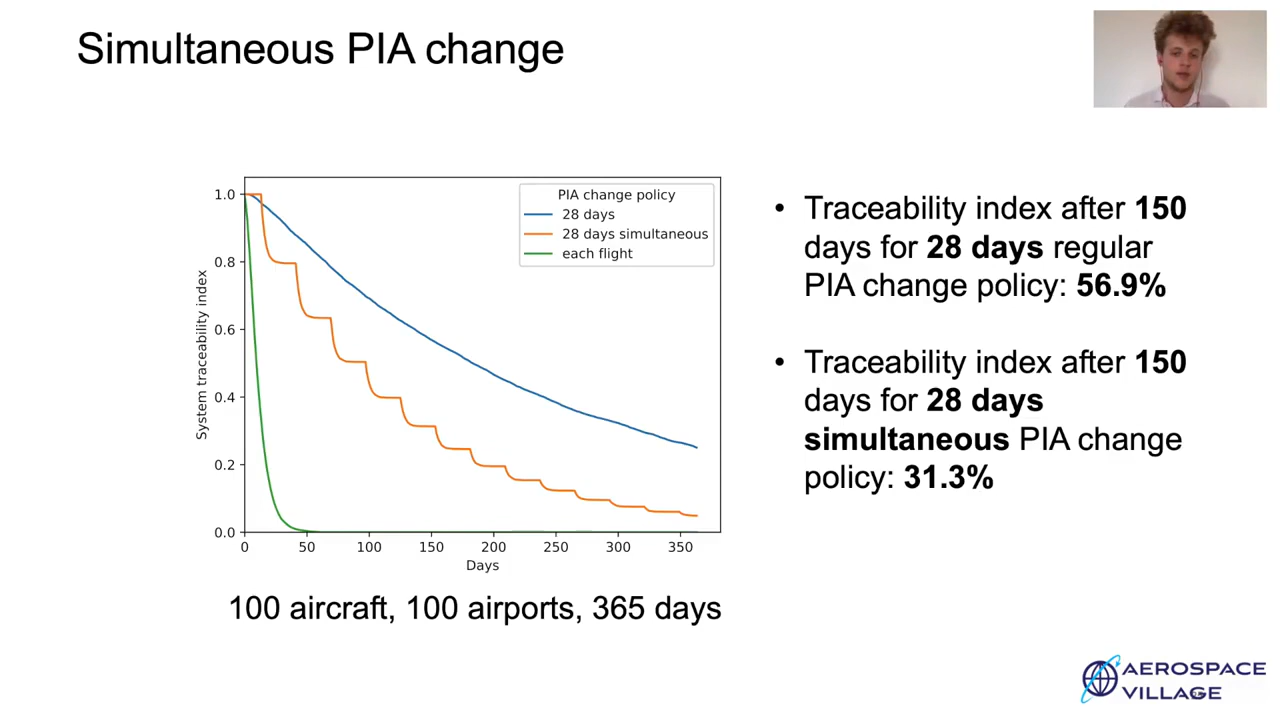 Simultaneous PIA change
1.0
0.8
0.6
0.4
0.2
0.0
System traceability index
PIA change policy
28 days
28 days simultaneous
each flight
0 50 100 150 200 250 300 350
Days
100 aircraft, 100 airports, 365 days
• Traceability index after 150
days for 28 days regular
PIA change policy: 56.9%
• Traceability index after 150
days for 28 days
simultaneous PIA change
policy: 31.3%
AEROSPACE
VILLAGE